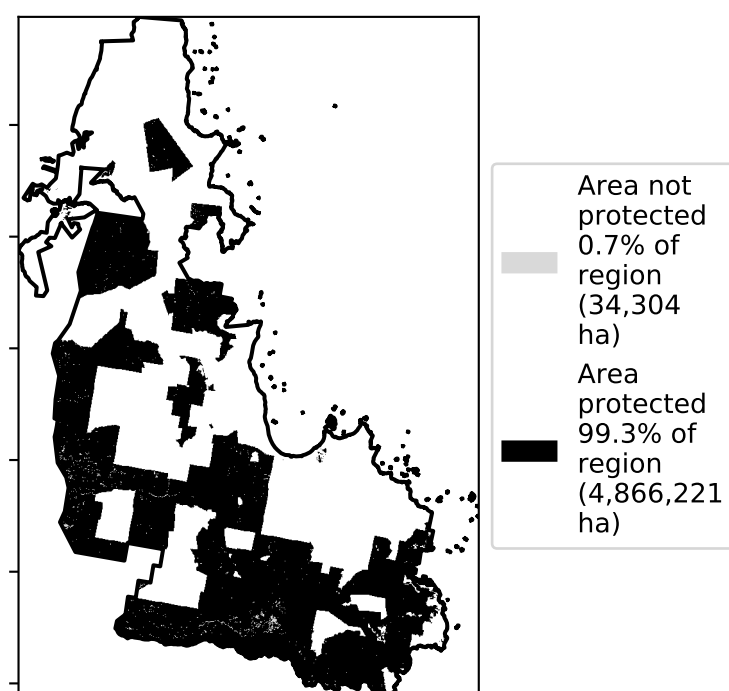 Area not
protected
0.7% of
region
(34,304
ha)
Area
protected
99.3% of
region
(4,866,221
ha)